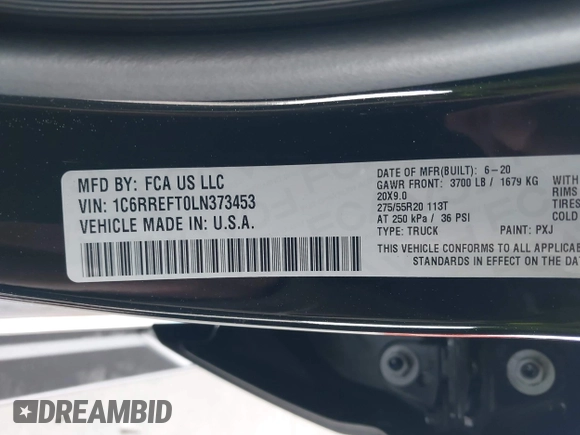 MFD BY: FCA US LLC
VIN: 1C6RREFT0LN373453
VEHICLE MADE IN: U.S.A.
DATE OF MFR(BUILT): 6-20
GAWR FRONT: 3700 LB / 1679 KG
20X9.0
275/55R20 113T
AT 250 kPa / 36 PSI
TYPE: TRUCK PAINT: PXJ
THIS VEHICLE CONFORMS TO ALL APPLICAB
STANDARDS IN EFFECT ON THE DATE OF
WITH
RIMS
TIRES
COLD
DREAMBID